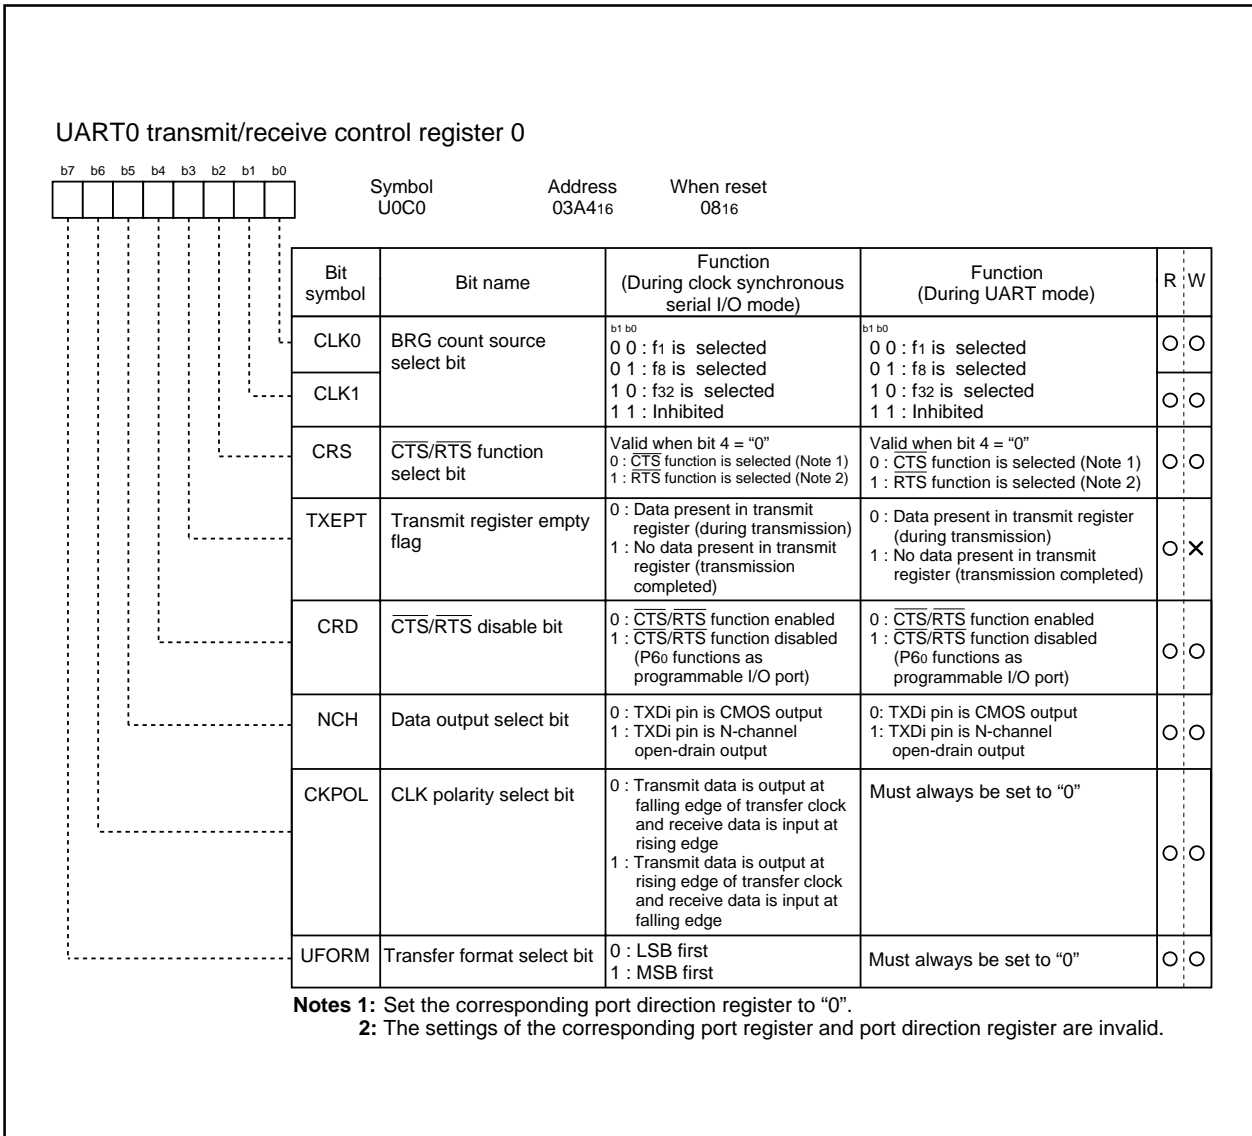 UART0 transmit/receive control register 0
b7 b6 b5 b4 b3 b2 b1 b0
Symbol Address When reset
U0C0 03A416 0816
Bit symbol
Bit name
Function
(During clock synchronous
serial I/O mode)
Function
(During UART mode)
R W
CLK0
CLK1
BRG count source
select bit
b1 b0
0 0 : f1 is selected
0 1 : f8 is selected
1 0 : f32 is selected
1 1 : Inhibited
b1 b0
0 0 : f1 is selected
0 1 : f8 is selected
1 0 : f32 is selected
1 1 : Inhibited
CRS
CTS/RTS function
select bit
Valid when bit 4 = “0”
0 : CTS function is selected (Note 1)
1 : RTS function is selected (Note 2)
Valid when bit 4 = “0”
0 : CTS function is selected (Note 1)
1 : RTS function is selected (Note 2)
TXEPT
Transmit register empty
flag
0 : Data present in transmit
register (during transmission)
1 : No data present in transmit
register (transmission
completed)
0 : Data present in transmit register
(during transmission)
1 : No data present in transmit
register (transmission completed)
CRD
CTS/RTS disable bit
0 : CTS/RTS function enabled
1 : CTS/RTS function disabled
(P60 functions as
programmable I/O port)
0 : CTS/RTS function enabled
1 : CTS/RTS function disabled
(P60 functions as
programmable I/O port)
NCH
Data output select bit
0 : TXDi pin is CMOS output
1 : TXDi pin is N-channel
open-drain output
0: TXDi pin is CMOS output
1: TXDi pin is N-channel
open-drain output
CKPOL
CLK polarity select bit
0 : Transmit data is output at
falling edge of transfer clock
and receive data is input at
rising edge
1 : Transmit data is output at
rising edge of transfer clock
and receive data is input at
falling edge
Must always be set to “0”
UFORM
Transfer format select bit
0 : LSB first
1 : MSB first
Must always be set to “0”
Notes 1: Set the corresponding port direction register to “0”.
2: The settings of the corresponding port register and port direction register are invalid.